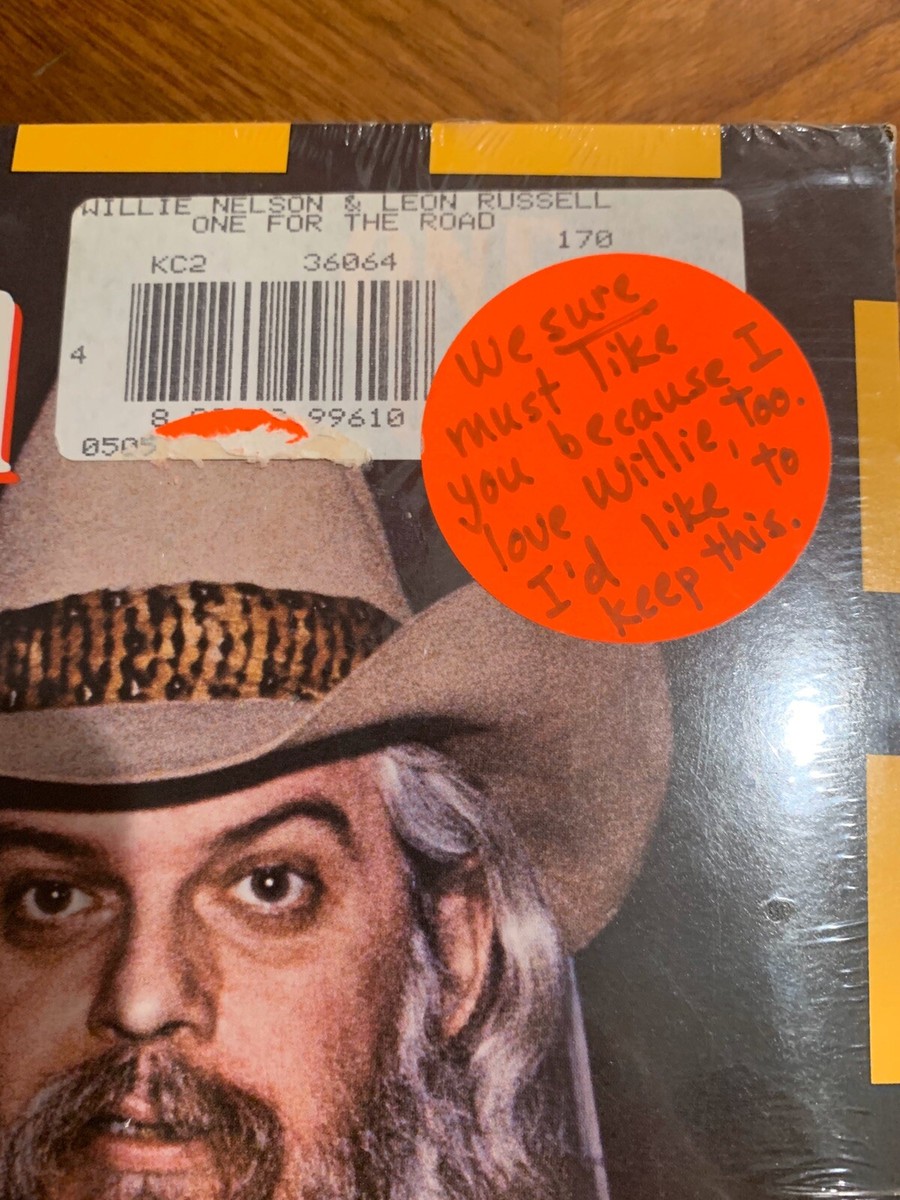 WILLIE NELSON & LEON RUSSELL
ONE FOR THE ROAD
170
KC2 36064
4
99610
We sure
must like
you because I
love Willie, too.
I'd like to
keep this.